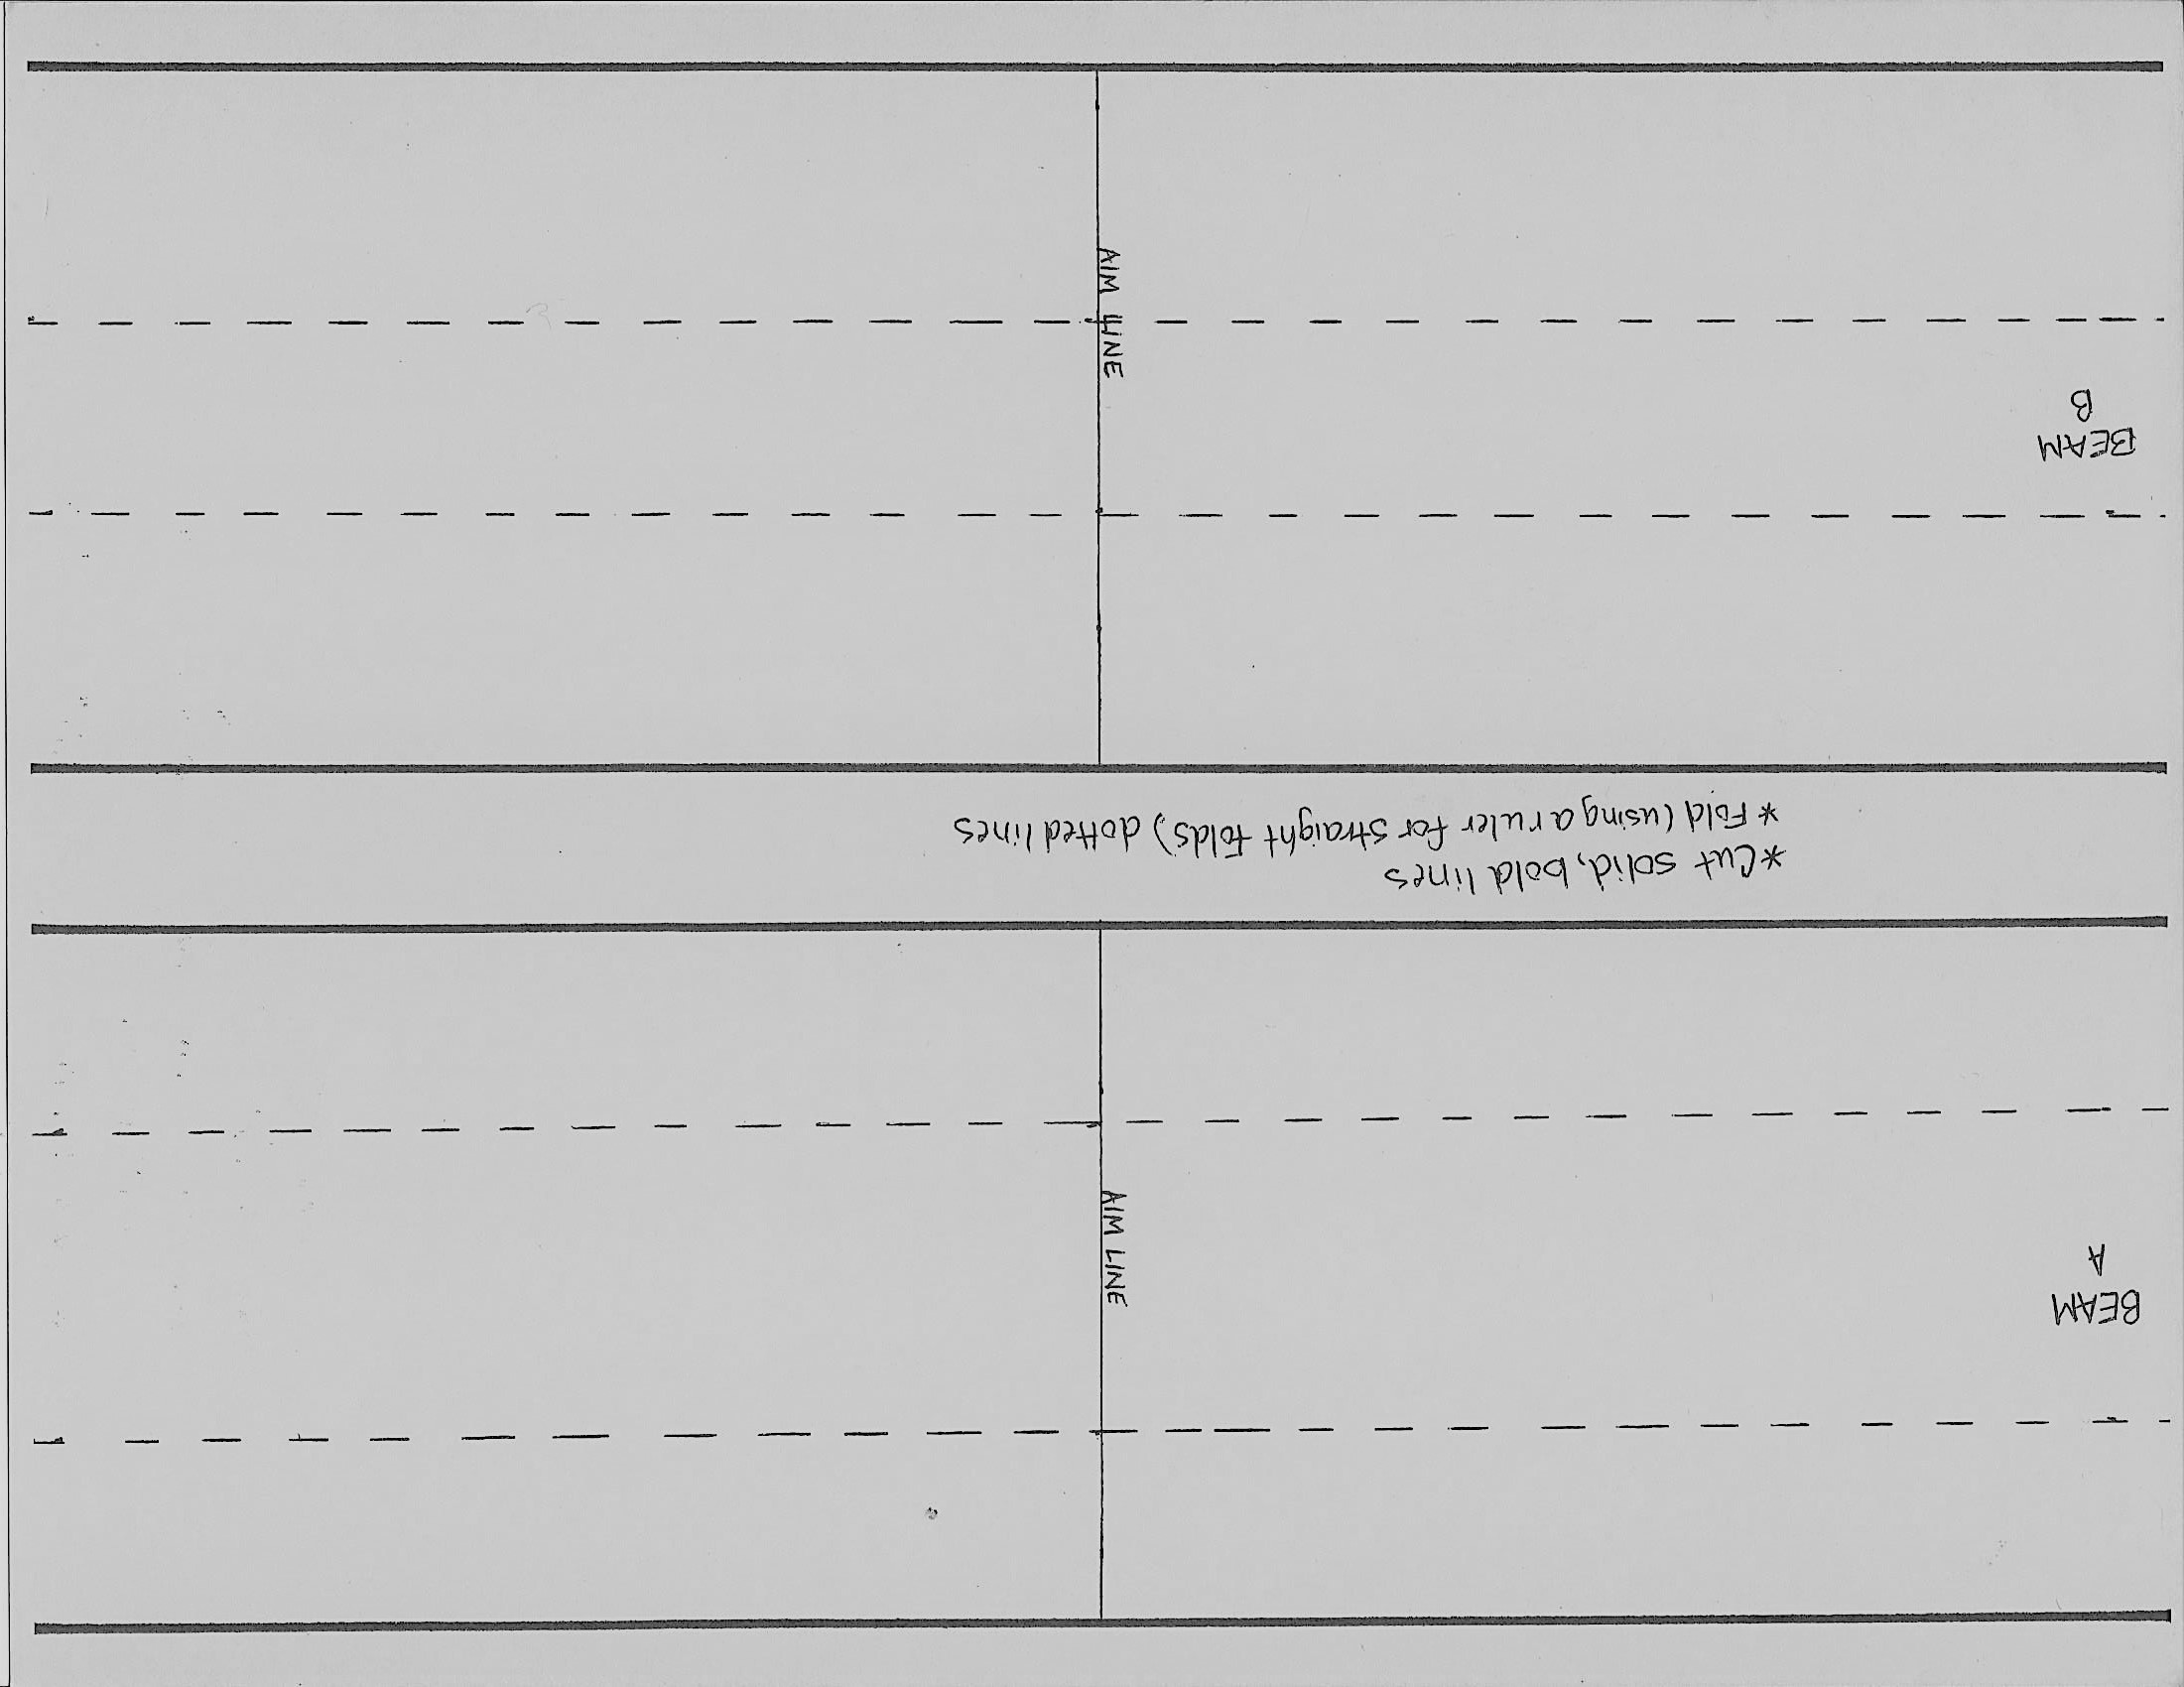 BEAM
A
AIM LINE
*Cut solid, bold lines
*Fold (using a ruler for straight folds) dotted lines
BEAM
B
AIM LINE